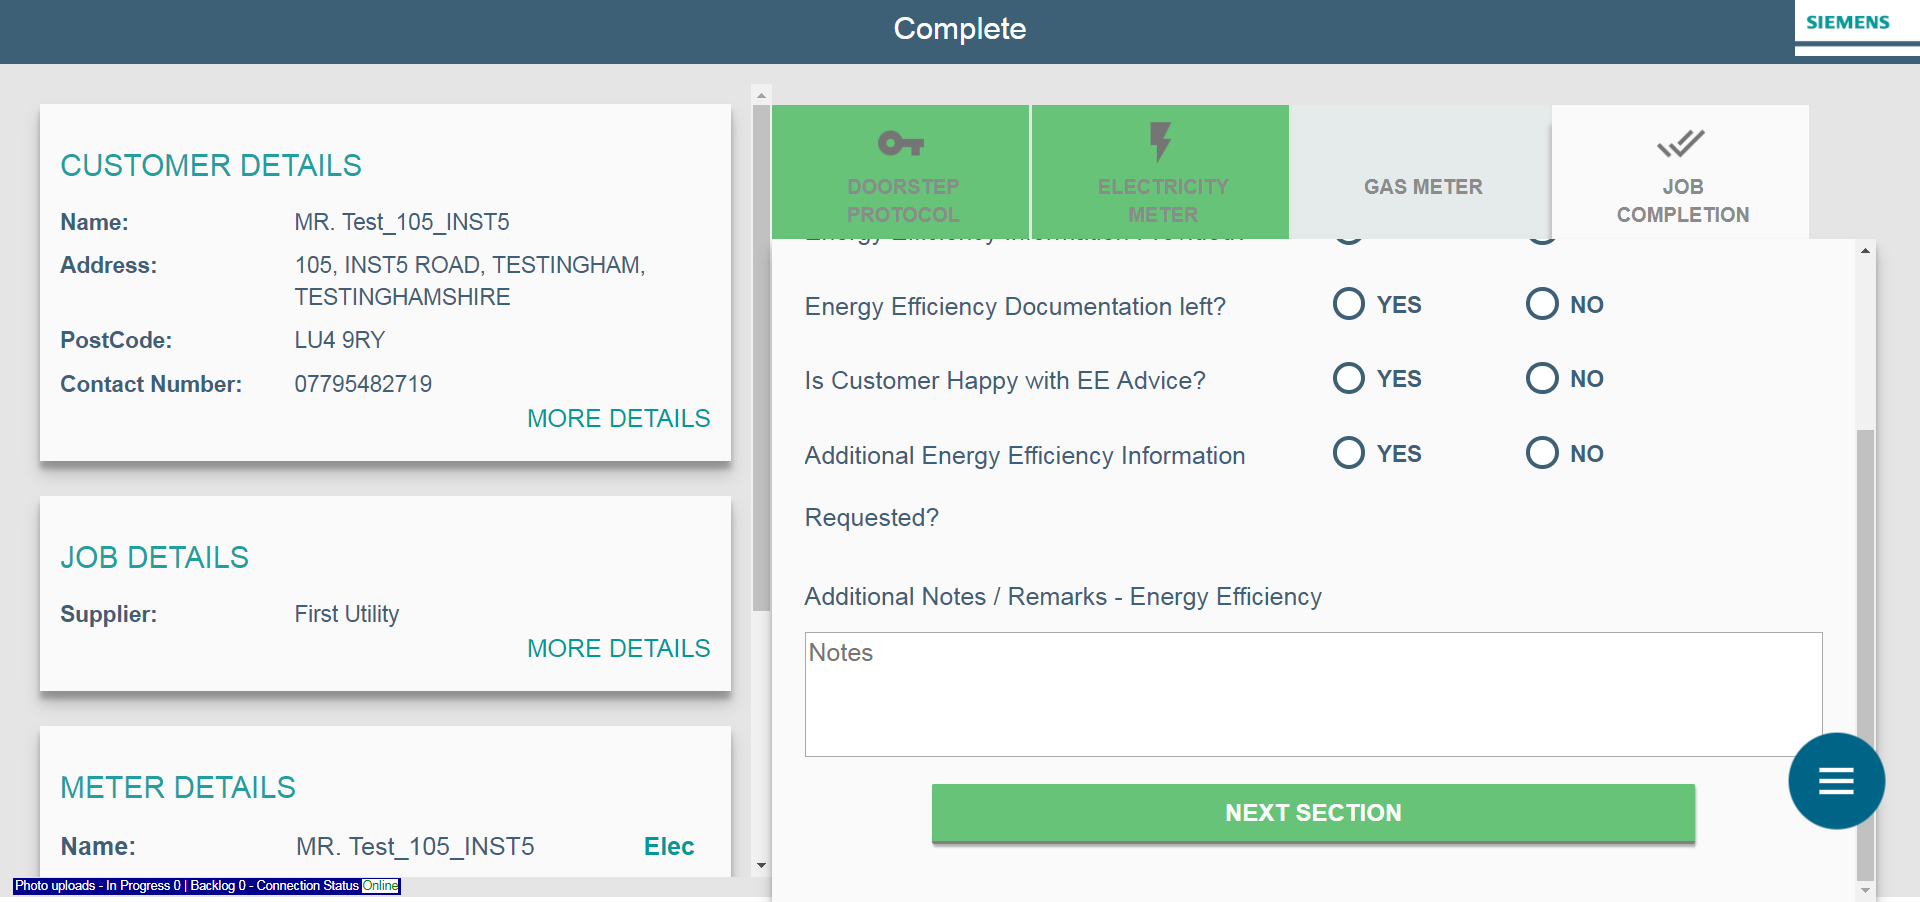 Complete
SIEMENS
CUSTOMER DETAILS
Name: MR. Test_105_INST5
Address: 105, INST5 ROAD, TESTINGHAM,
TESTINGHAMSHIRE
PostCode: LU4 9RY
Contact Number: 07795482719
MORE DETAILS
JOB DETAILS
Supplier: First Utility
MORE DETAILS
METER DETAILS
Name: MR. Test_105_INST5 Elec
Photo uploads - In Progress 0 | Backlog 0 - Connection Status Online
DOORSTEP
PROTOCOL
ELECTRICITY
METER
GAS METER
JOB
COMPLETION
Energy Efficiency Information Provided?
Energy Efficiency Documentation left? YES NO
Is Customer Happy with EE Advice? YES NO
Additional Energy Efficiency Information YES NO
Requested?
Additional Notes / Remarks - Energy Efficiency
Notes
NEXT SECTION